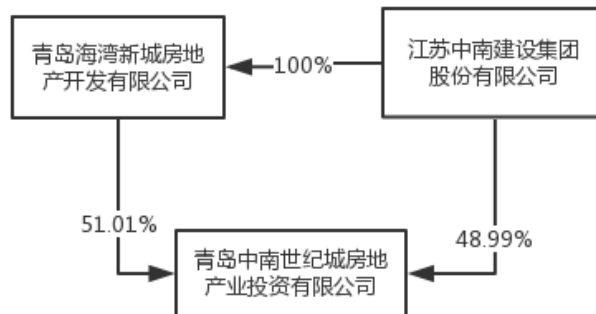 青岛海湾新城房地
产开发有限公司
100%
江苏中南建设集团
股份有限公司
51.01%
48.99%
青岛中南世纪城房地
产业投资有限公司